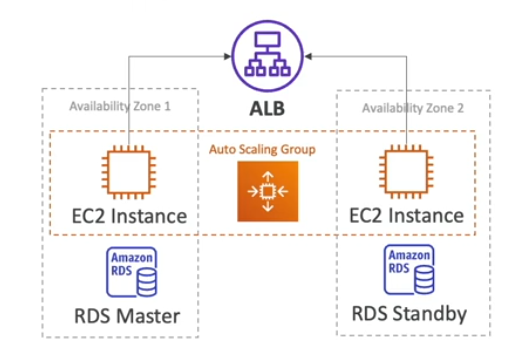 ALB
Availability Zone 1
Availability Zone 2
Auto Scaling Group
EC2 Instance
EC2 Instance
Amazon
RDS
Amazon
RDS
RDS Master
RDS Standby